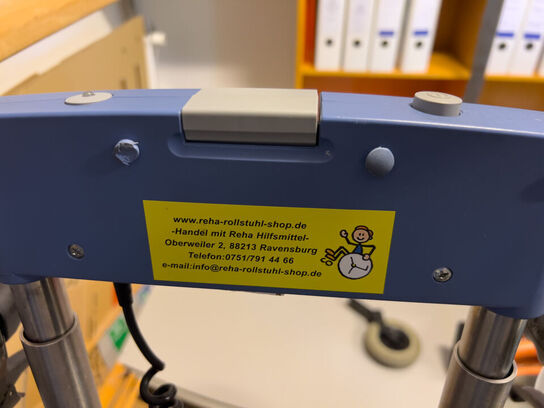 www.reha-rollstuhl-shop.de
-Handel mit Reha Hilfsmittel-
Oberweiler 2, 88213 Ravensburg
Telefon:0751/791 44 66
e-mail:info@reha-rollstuhl-shop.de